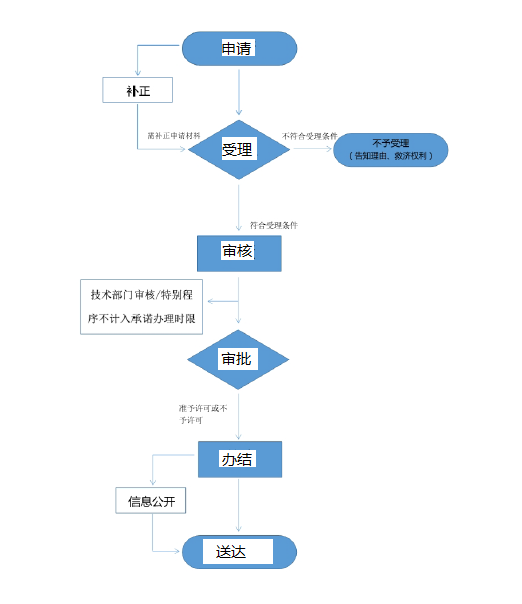 申请
补正
需补正申请材料
受理
不符合受理条件
不予受理
（告知理由、救济权利）
符合受理条件
审核
技术部门审核/特别程
序不计入承诺办理时限
审批
准予许可或不
予许可
办结
信息公开
送达